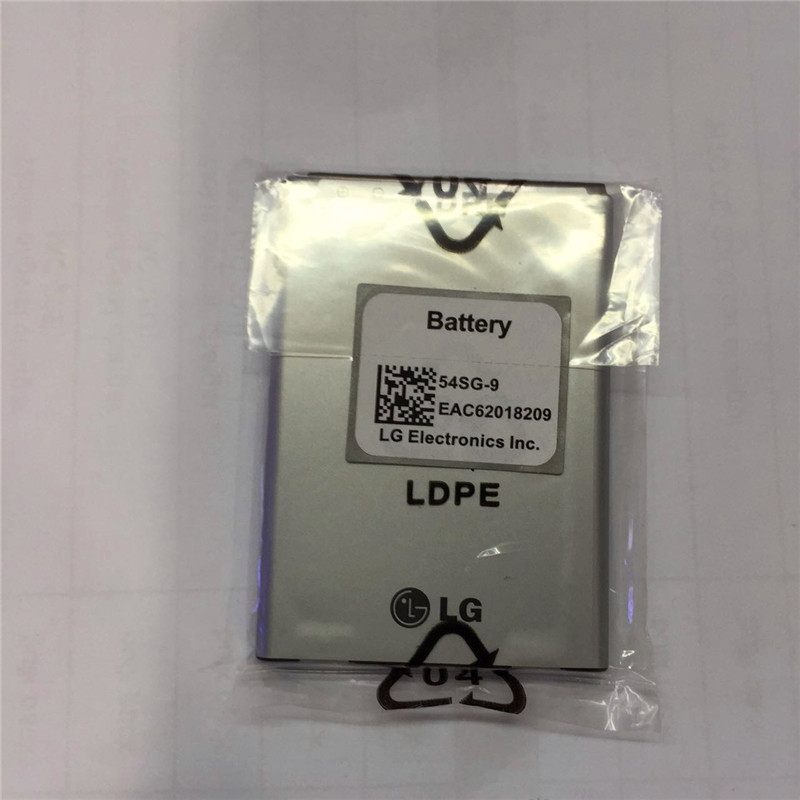 04
Battery
54SG-9
EAC62018209
LG Electronics Inc.
LDPE
LG
04